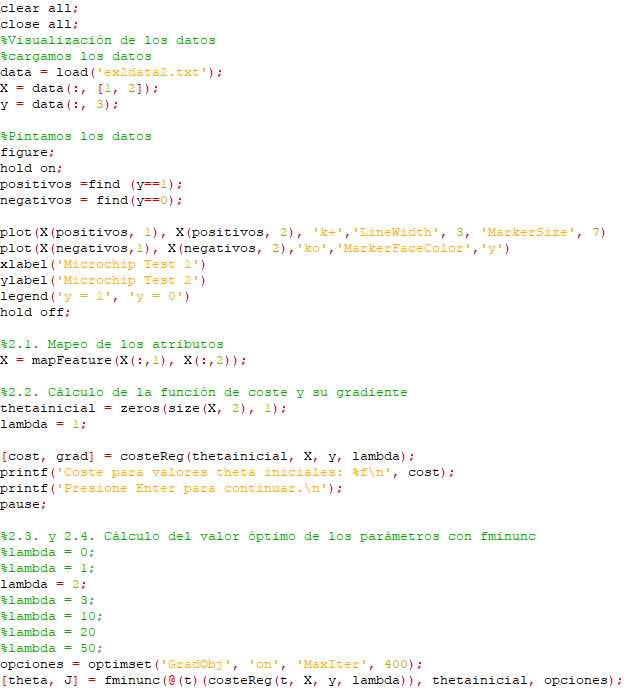 clear all;
close all;
%Visualización de los datos
%cargamos los datos
data = load('ex2data2.txt');
X = data(:, [1, 2]);
y = data(:, 3);
%Pintamos los datos
figure;
hold on;
positivos =find (y==1);
negativos = find(y==0);
plot(X(positivos, 1), X(positivos, 2), 'k+','LineWidth', 3, 'MarkerSize', 7)
plot(X(negativos,1), X(negativos, 2),'ko','MarkerFaceColor','y')
xlabel('Microchip Test 1')
ylabel('Microchip Test 2')
legend('y = 1', 'y = 0')
hold off;
%2.1. Mapeo de los atributos
X = mapFeature(X(:,1), X(:,2));
%2.2. Cálculo de la función de coste y su gradiente
thetainicial = zeros(size(X, 2), 1);
lambda = 1;
[cost, grad] = costeReg(thetainicial, X, y, lambda);
printf('Coste para valores theta iniciales: %f\n', cost);
printf('Presione Enter para continuar.\n');
pause;
%2.3. y 2.4. Cálculo del valor óptimo de los parámetros con fminunc
%lambda = 0;
%lambda = 1;
lambda = 2;
%lambda = 3;
%lambda = 10;
%lambda = 20
%lambda = 50;
opciones = optimset('GradObj', 'on', 'MaxIter', 400);
[theta, J] = fminunc(@(t)(costeReg(t, X, y, lambda)), thetainicial, opciones);